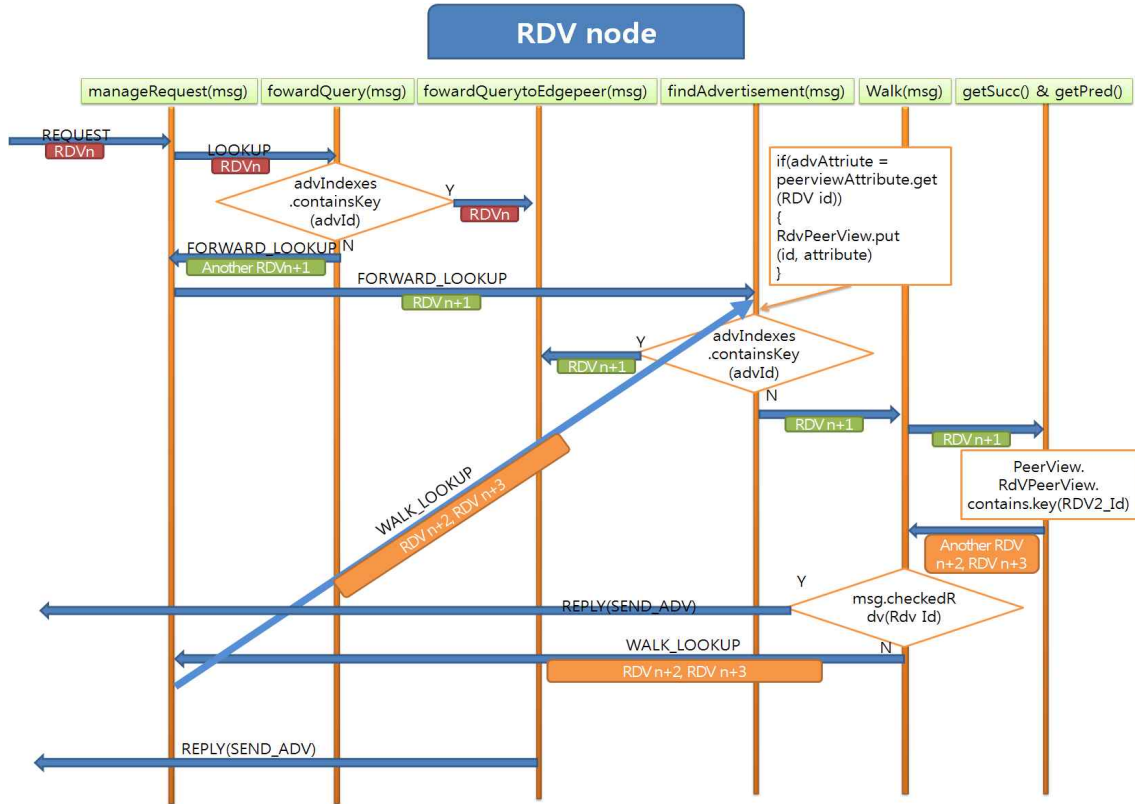 RDV node
manageRequest(msg)
fowardQuery(msg)
fowardQuerytoEdgepeer(msg)
findAdvertisement(msg)
Walk(msg)
getSucc() & getPred()
REQUEST
RDVn
LOOKUP
RDVn
if(advAttriute =
peerviewAttribute.get
(RDV id))
{
RdvPeerView.put
(id, attribute)
}
advIndexes
.containsKey
(advId)
Y
RDVn
N
FORWARD_LOOKUP
Another RDVn+1
FORWARD_LOOKUP
RDV n+1
advIndexes
.containsKey
(advId)
Y
RDV n+1
N
RDV n+1
RDV n+1
PeerView.
RdVPeerView.
contains.key(RDV2_Id)
WALK_LOOKUP
RDV n+2, RDV n+3
Another RDV
n+2, RDV n+3
Y
msg.checkedR
dv(Rdv Id)
REPLY(SEND_ADV)
N
WALK_LOOKUP
RDV n+2, RDV n+3
REPLY(SEND_ADV)